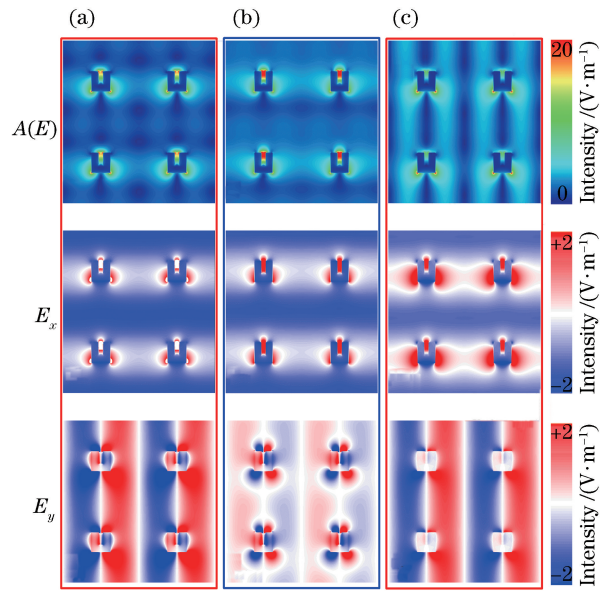 (a) (b) (c)
A(E)
20
0
Intensity /(V·m⁻¹)
Eₓ
+2
−2
Intensity /(V·m⁻¹)
E_y
+2
−2
Intensity /(V·m⁻¹)